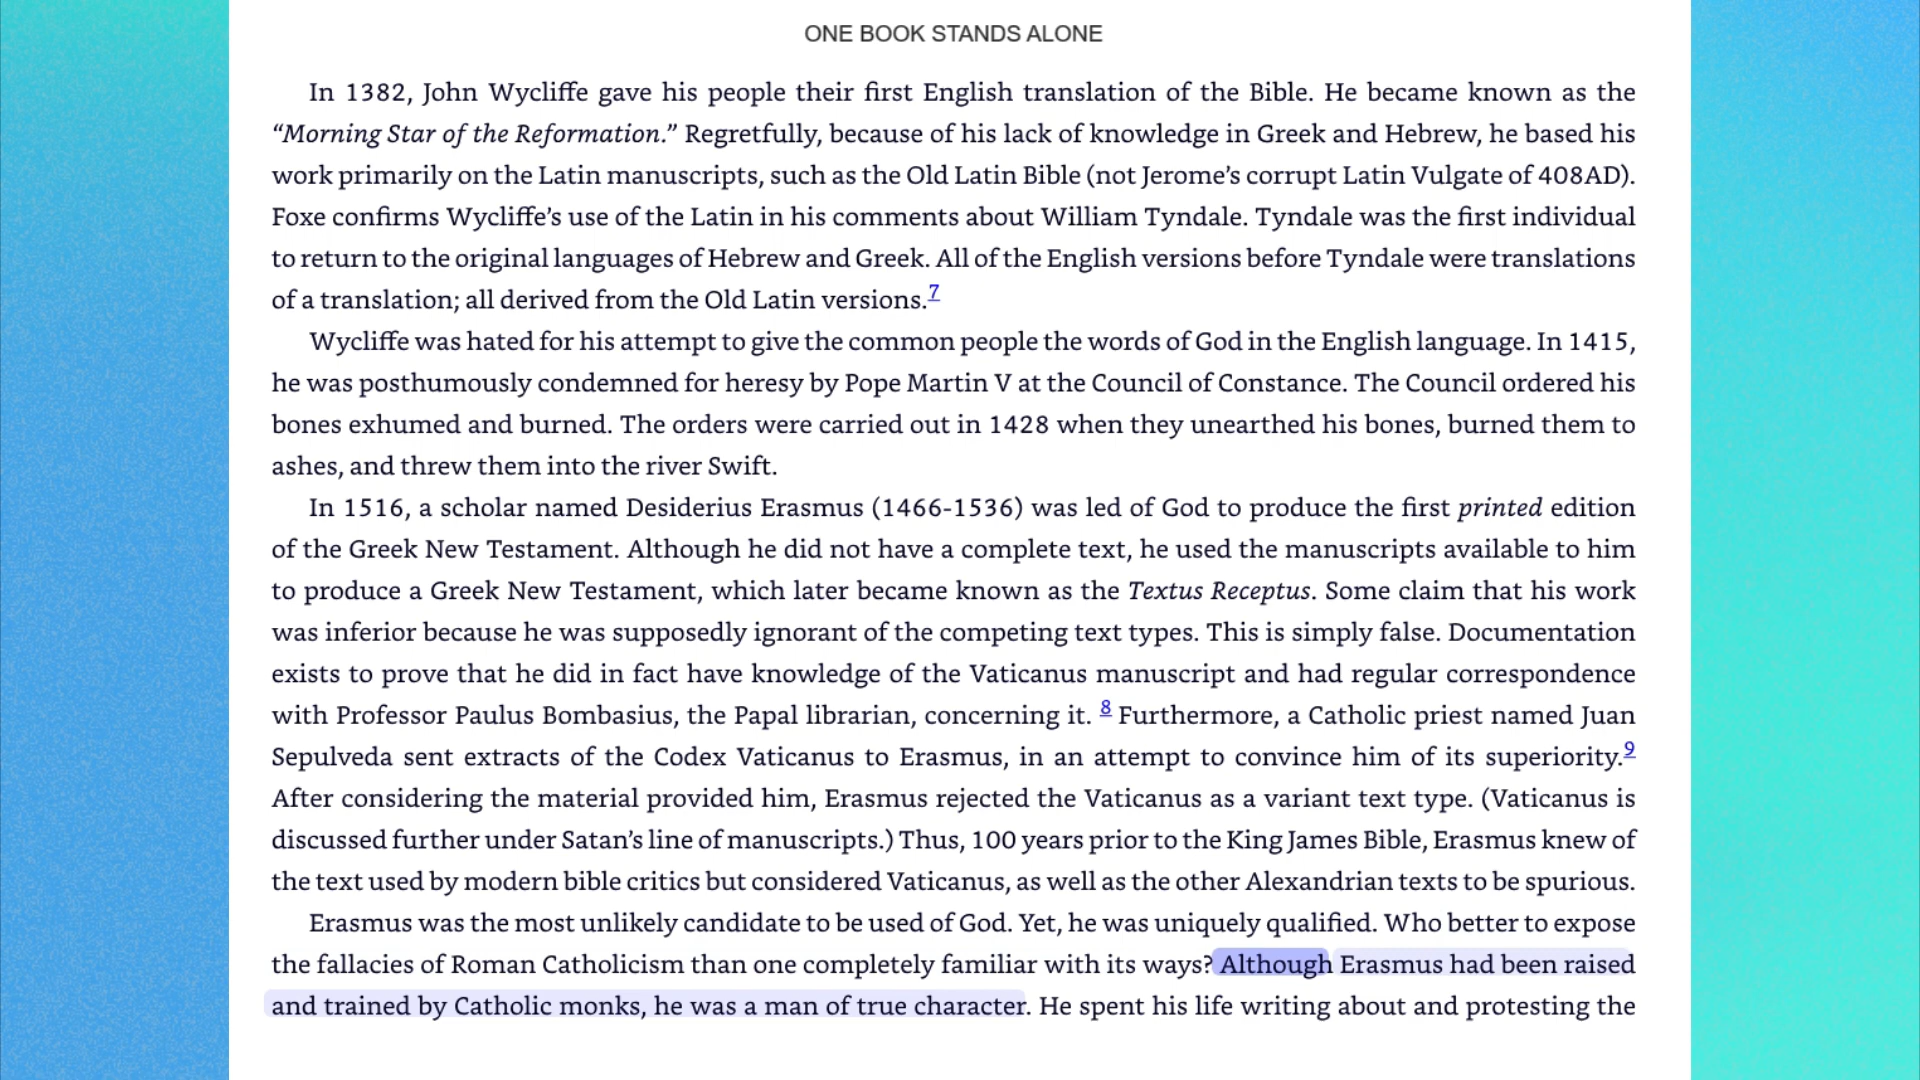 ONE BOOK STANDS ALONE
In 1382, John Wycliffe gave his people their first English translation of the Bible. He became known as the
“Morning Star of the Reformation.” Regretfully, because of his lack of knowledge in Greek and Hebrew, he based his
work primarily on the Latin manuscripts, such as the Old Latin Bible (not Jerome’s corrupt Latin Vulgate of 408AD).
Foxe confirms Wycliffe’s use of the Latin in his comments about William Tyndale. Tyndale was the first individual
to return to the original languages of Hebrew and Greek. All of the English versions before Tyndale were translations
of a translation; all derived from the Old Latin versions.7
Wycliffe was hated for his attempt to give the common people the words of God in the English language. In 1415,
he was posthumously condemned for heresy by Pope Martin V at the Council of Constance. The Council ordered his
bones exhumed and burned. The orders were carried out in 1428 when they unearthed his bones, burned them to
ashes, and threw them into the river Swift.
In 1516, a scholar named Desiderius Erasmus (1466-1536) was led of God to produce the first printed edition
of the Greek New Testament. Although he did not have a complete text, he used the manuscripts available to him
to produce a Greek New Testament, which later became known as the Textus Receptus. Some claim that his work
was inferior because he was supposedly ignorant of the competing text types. This is simply false. Documentation
exists to prove that he did in fact have knowledge of the Vaticanus manuscript and had regular correspondence
with Professor Paulus Bombasius, the Papal librarian, concerning it. 8 Furthermore, a Catholic priest named Juan
Sepulveda sent extracts of the Codex Vaticanus to Erasmus, in an attempt to convince him of its superiority.9
After considering the material provided him, Erasmus rejected the Vaticanus as a variant text type. (Vaticanus is
discussed further under Satan’s line of manuscripts.) Thus, 100 years prior to the King James Bible, Erasmus knew of
the text used by modern bible critics but considered Vaticanus, as well as the other Alexandrian texts to be spurious.
Erasmus was the most unlikely candidate to be used of God. Yet, he was uniquely qualified. Who better to expose
the fallacies of Roman Catholicism than one completely familiar with its ways? Although Erasmus had been raised
and trained by Catholic monks, he was a man of true character. He spent his life writing about and protesting the